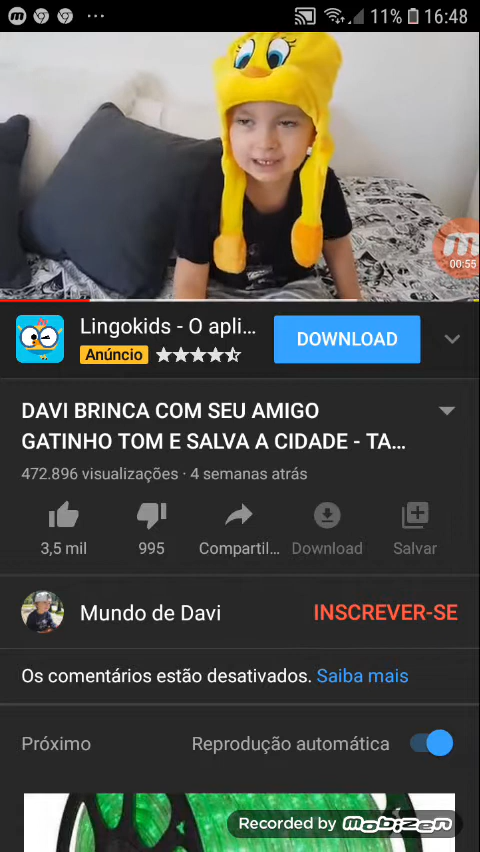 11% 16:48
00:55
Lingokids - O apli...
DOWNLOAD
Anúncio
DAVI BRINCA COM SEU AMIGO
GATINHO TOM E SALVA A CIDADE - TA...
472.896 visualizações · 4 semanas atrás
3,5 mil
995
Compartil...
Download
Salvar
Mundo de Davi
INSCREVER-SE
Os comentários estão desativados. Saiba mais
Próximo
Reprodução automática
Recorded by mobizen